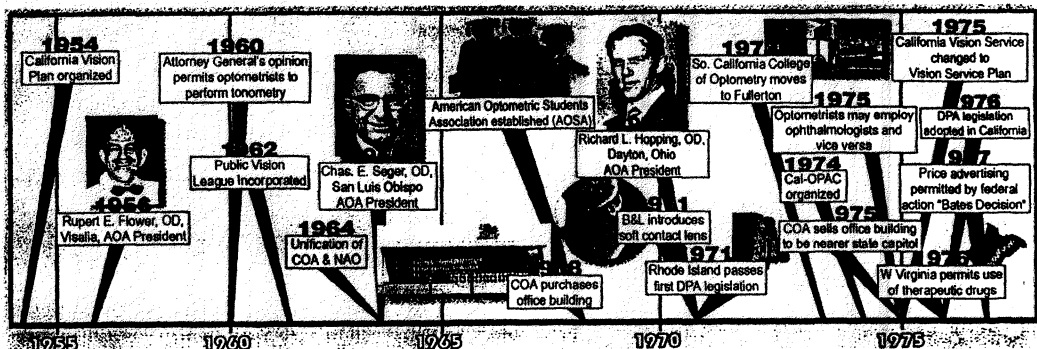 1954
California Vision
Plan organized
1956
Rupert E. Flower, OD,
Visalia, AOA President
1960
Attorney General's opinion
permits optometrists to
perform tonometry
1962
Public Vision
League Incorporated
1964
Unification of
COA & NAO
Chas. E. Seger, OD,
San Luis Obispo
AOA President
American Optometric Students
Association established (AOSA)
COA purchases
office building
Richard L. Hopping, OD,
Dayton, Ohio
AOA President
B&L introduces
soft contact lens
1971
Rhode Island passes
first DPA legislation
So. California College
of Optometry moves
to Fullerton
1975
Optometrists may employ
ophthalmologists and
vice versa
1974
Cal-OPAC
organized
1975
COA sells office building
to be nearer state capitol
1975
California Vision Service
changed to
Vision Service Plan
1976
DPA legislation
adopted in California
Price advertising
permitted by federal
action "Bates Decision"
W Virginia permits use
of therapeutic drugs
1955
1960
1965
1970
1975